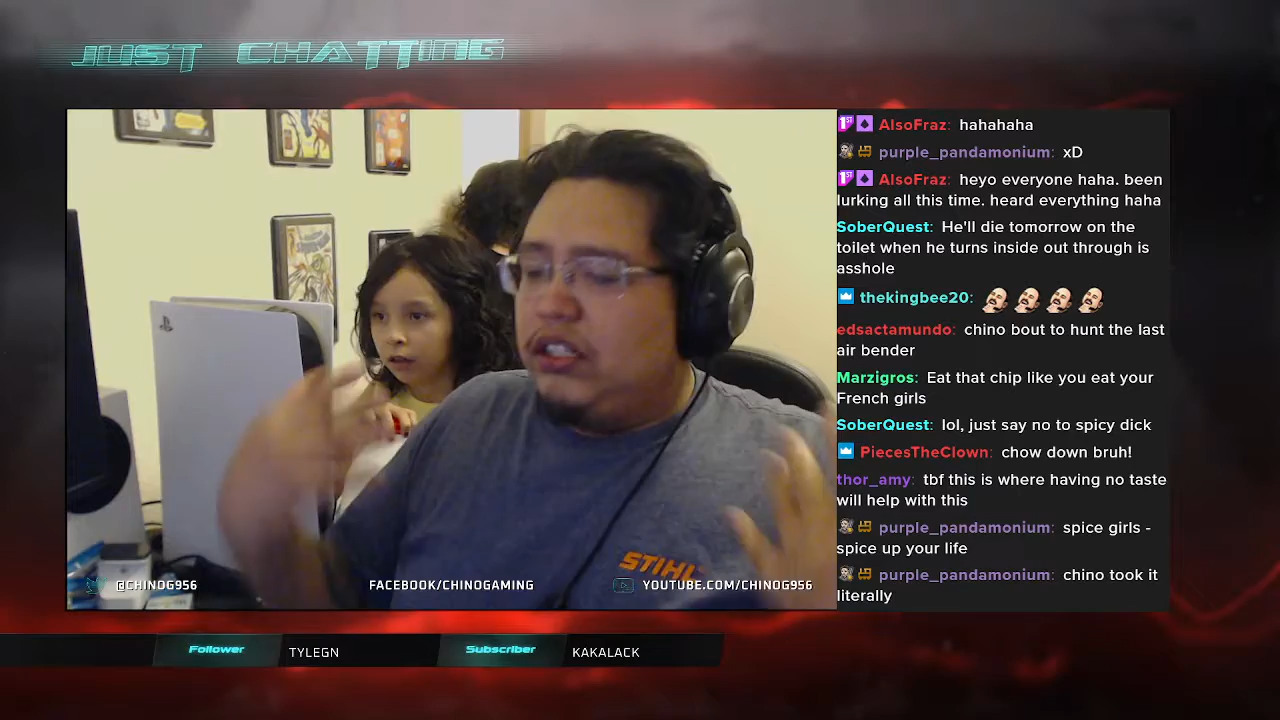 JUST CHATTING
AlsoFraz: hahahaha
purple_pandamonium: xD
AlsoFraz: heyo everyone haha. been
lurking all this time. heard everything haha
SoberQuest: He'll die tomorrow on the
toilet when he turns inside out through is
asshole
thekingbee20:
edsactamundo: chino bout to hunt the last
air bender
Marzigros: Eat that chip like you eat your
French girls
SoberQuest: lol, just say no to spicy dick
PiecesTheClown: chow down bruh!
thor_amy: tbf this is where having no taste
will help with this
purple_pandamonium: spice girls -
spice up your life
purple_pandamonium: chino took it
literally
STIHL
@CHINOG956 FACEBOOK/CHINOGAMING YOUTUBE.COM/CHINOG956
Follower TYLEGN Subscriber KAKALACK